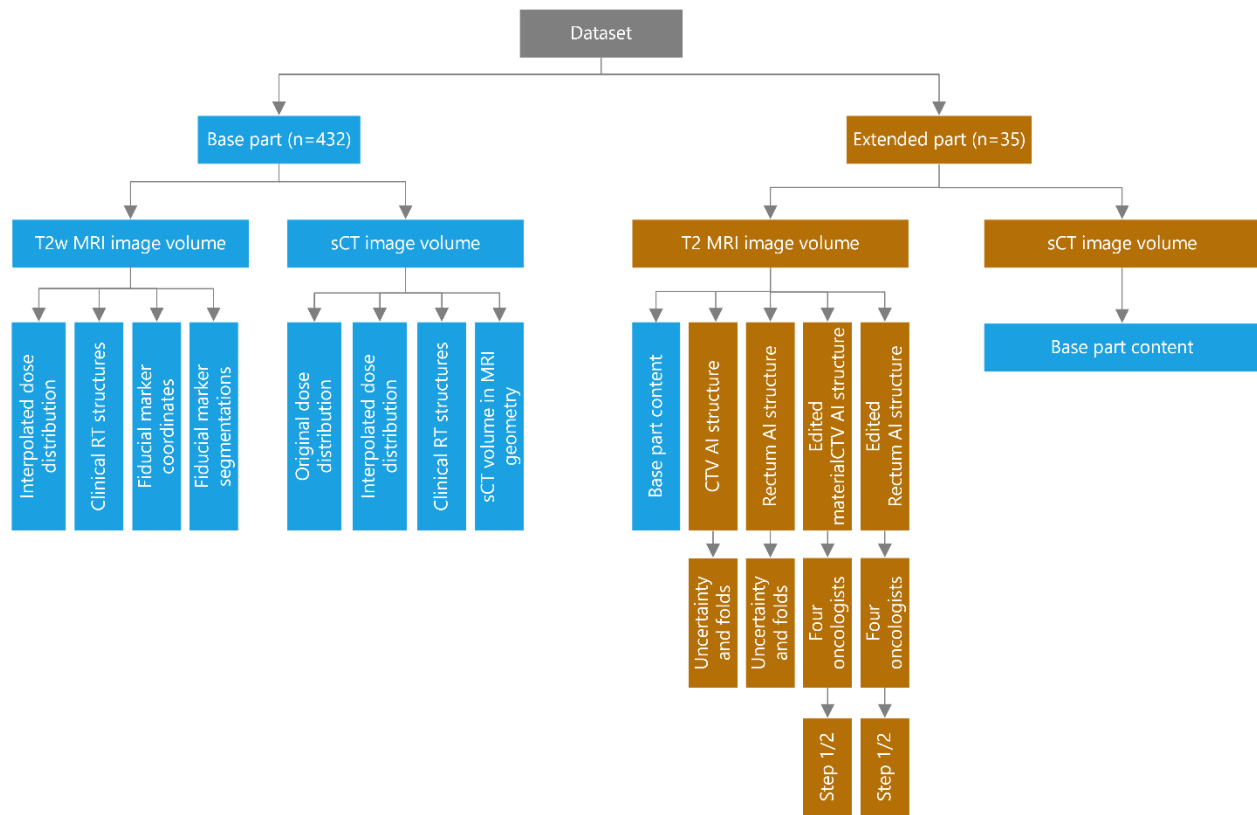 Dataset
Base part (n=432)
Extended part (n=35)
T2w MRI image volume
sCT image volume
T2 MRI image volume
sCT image volume
Interpolated dose
distribution
Clinical RT structures
Fiducial marker
coordinates
Fiducial marker
segmentations
Original dose
distribution
Interpolated dose
distribution
Clinical RT structures
sCT volume in MRI
geometry
Base part content
CTV AI structure
Rectum AI structure
Edited
materialCTV AI structure
Edited
Rectum AI structure
Base part content
Uncertainty
and folds
Uncertainty
and folds
Four
oncologists
Four
oncologists
Step 1/2
Step 1/2